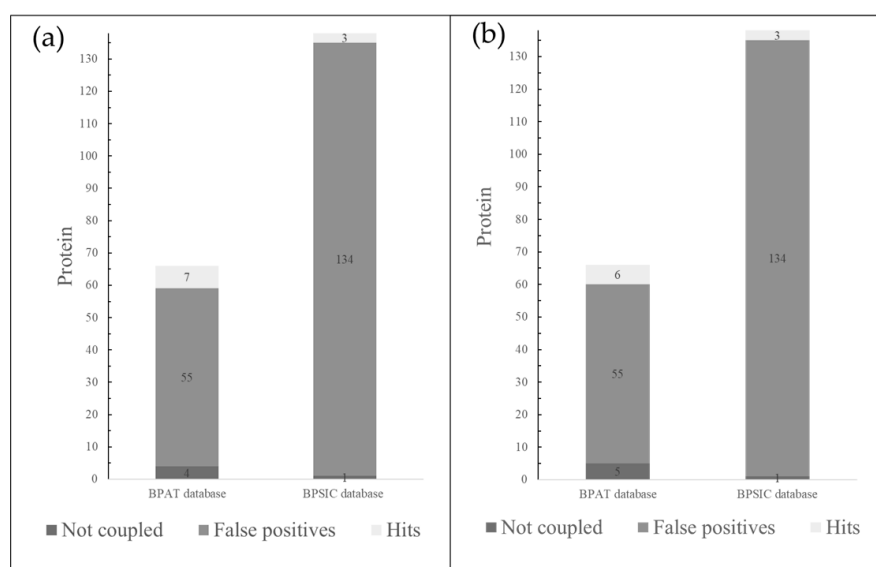 (a)
Protein
130
120
110
100
90
80
70
60
50
40
30
20
10
0
7
55
4
3
134
1
BPAT database
BPSIC database
Not coupled
False positives
Hits
(b)
Protein
130
120
110
100
90
80
70
60
50
40
30
20
10
0
6
55
5
3
134
1
BPAT database
BPSIC database
Not coupled
False positives
Hits